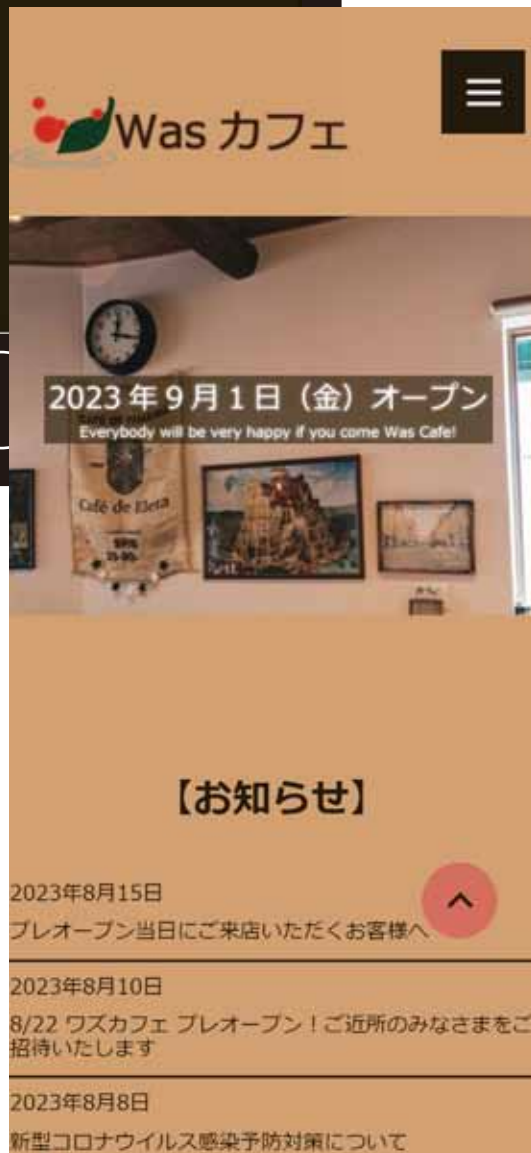 Was カフェ
2023年9月1日（金）オープン
Everybody will be very happy if you come Was Cafe!
Café de Eleta
【お知らせ】
2023年8月15日
プレオープン当日にご来店いただくお客様へ
2023年8月10日
8/22 ワズカフェ プレオープン！ご近所のみなさまをご
招待いたします
2023年8月8日
新型コロナウイルス感染予防対策について